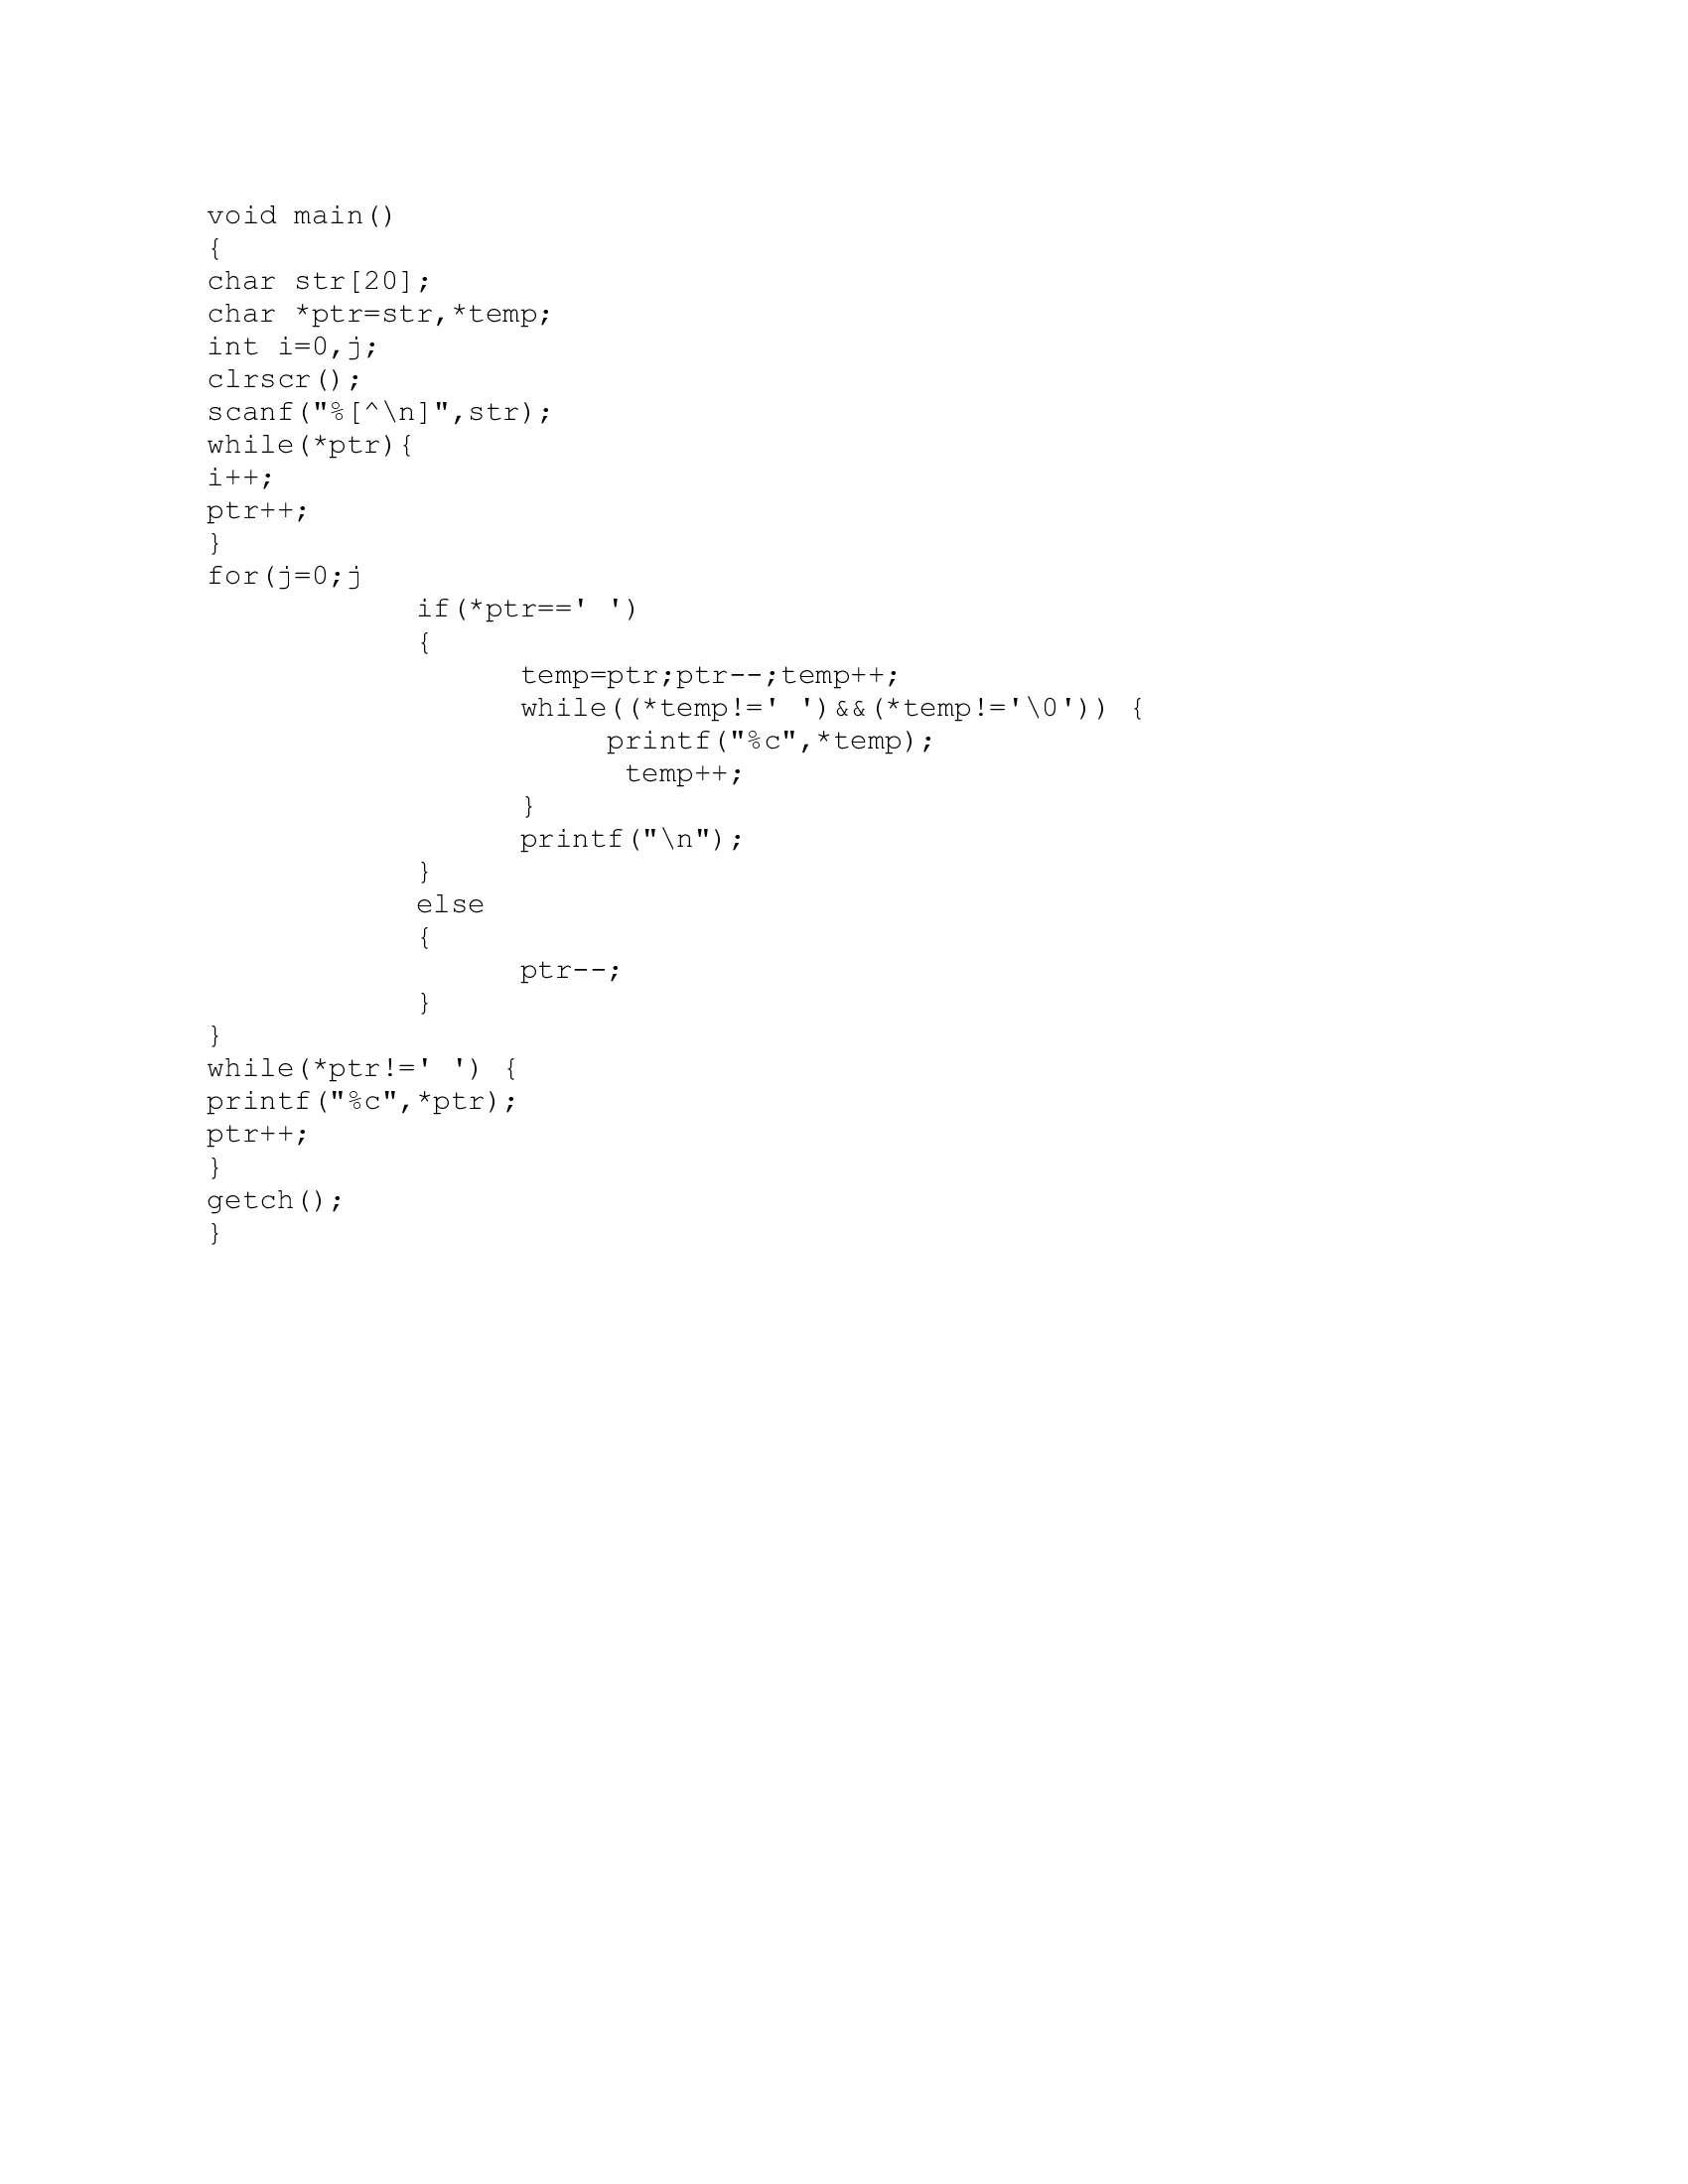 void main()
{
char str[20];
char *ptr=str,*temp;
int i=0,j;
clrscr();
scanf("%[^\n]",str);
while(*ptr){
i++;
ptr++;
}
for(j=0;j
            if(*ptr==' ')
            {
                  temp=ptr;ptr--;temp++;
                  while((*temp!=' ')&&(*temp!='\0')) {
                       printf("%c",*temp);
                        temp++;
                  }
                  printf("\n");
            }
            else
            {
                  ptr--;
            }
}
while(*ptr!=' ') {
printf("%c",*ptr);
ptr++;
}
getch();
}